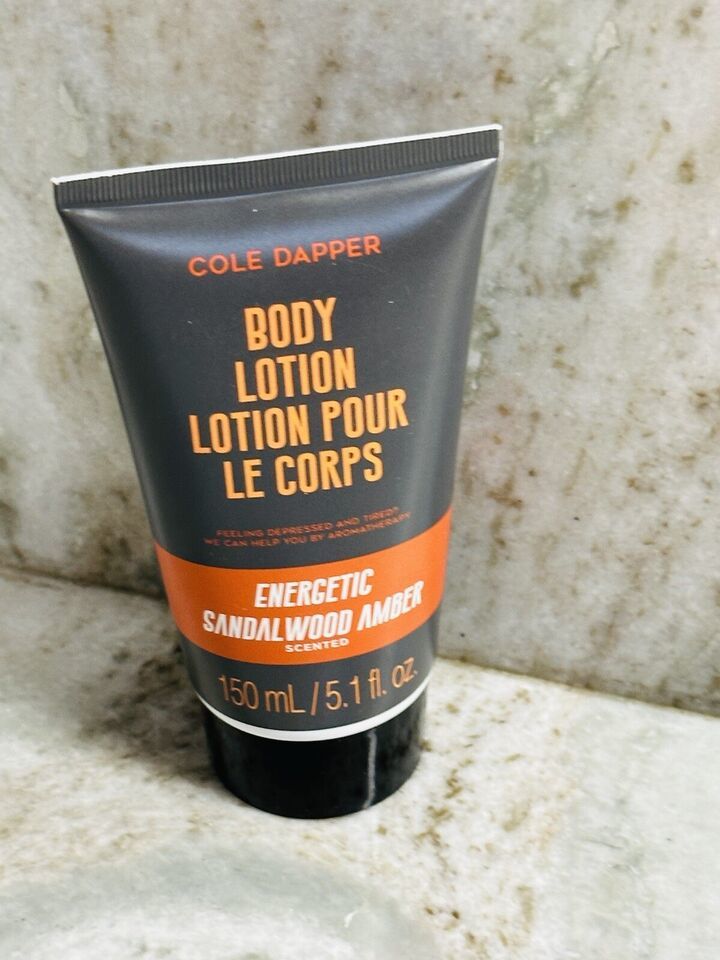 COLE DAPPER
BODY
LOTION
LOTION POUR
LE CORPS
FEELING DEPRESSED AND TIRED?
WE CAN HELP YOU BY AROMATHERAPY
ENERGETIC
SANDALWOOD AMBER
SCENTED
150 mL / 5.1 fl. oz.